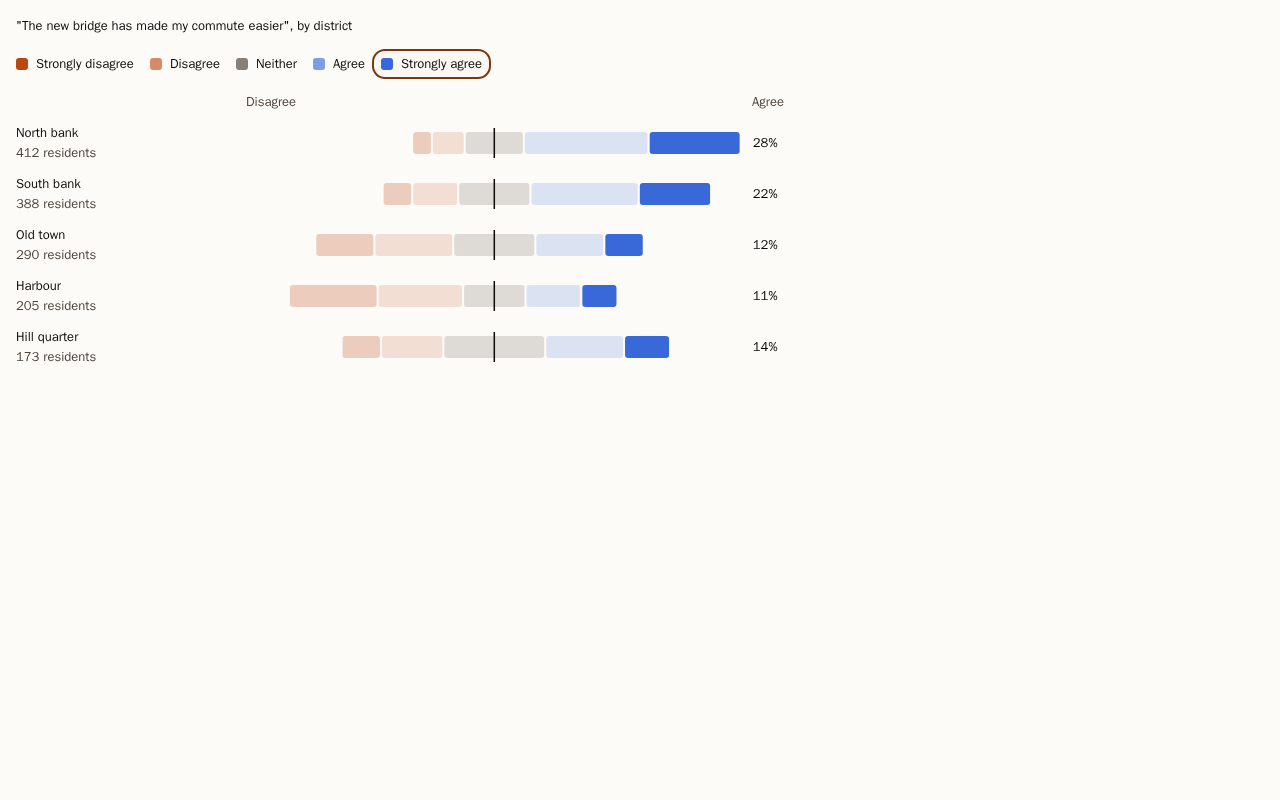 "The new bridge has made my commute easier", by district
Strongly disagree Disagree Neither Agree Strongly agree
Disagree Agree
North bank
412 residents
28%
South bank
388 residents
22%
Old town
290 residents
12%
Harbour
205 residents
11%
Hill quarter
173 residents
14%